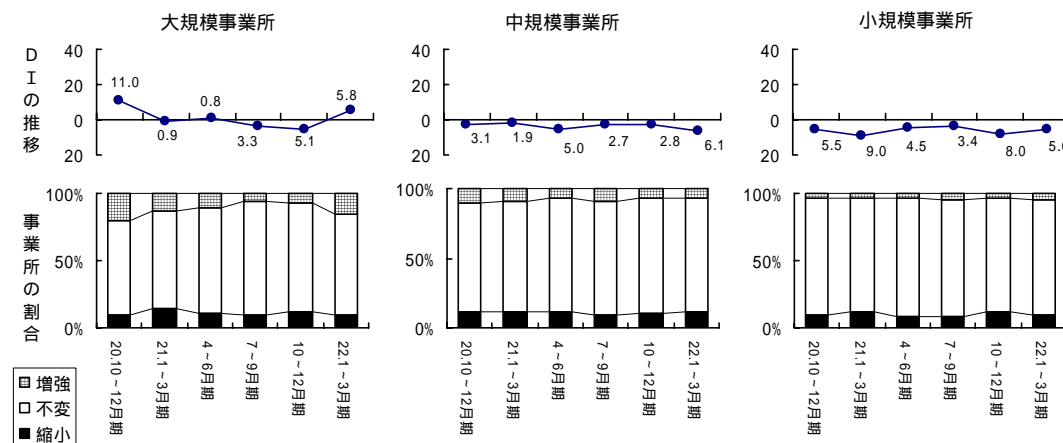 大規模事業所
中規模事業所
小規模事業所
DIの推移
40
20
0
20
11.0
0.9
0.8
3.3
5.1
5.8
40
20
0
20
3.1
1.9
5.0
2.7
2.8
6.1
40
20
0
20
5.5
9.0
4.5
3.4
8.0
5.0
事業所の割合
100%
50%
0%
100%
50%
0%
100%
50%
0%
20.10~12月期
21.1~3月期
4~6月期
7~9月期
10~12月期
22.1~3月期
20.10~12月期
21.1~3月期
4~6月期
7~9月期
10~12月期
22.1~3月期
20.10~12月期
21.1~3月期
4~6月期
7~9月期
10~12月期
22.1~3月期
増強
不変
縮小